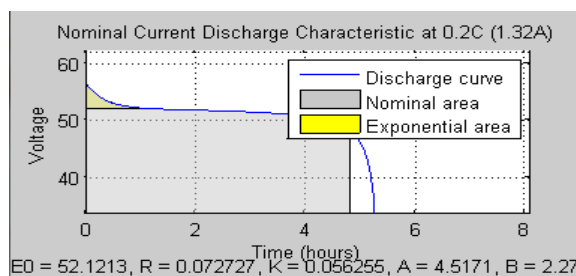 Nominal Current Discharge Characteristic at 0.2C (1.32A)
60
50
40
Voltage
Discharge curve
Nominal area
Exponential area
0 2 4 6 8
Time (hours)
E0 = 52.1213, R = 0.072727, K = 0.056255, A = 4.5171, B = 2.27